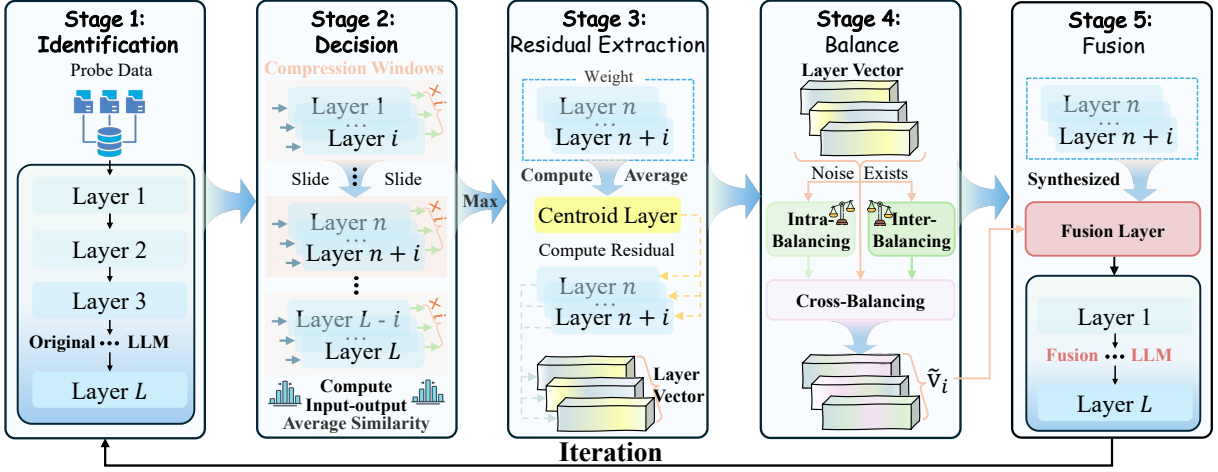 Stage 1:
Identification
Probe Data
Layer 1
Layer 2
Layer 3
Original ··· LLM
Layer L
Stage 2:
Decision
Compression Windows
Layer 1
...
Layer i
Slide ⋮ Slide
Layer n
...
Layer n + i
⋮
Layer L - i
Layer L
Compute
Input-output
Average Similarity
Max
Stage 3:
Residual Extraction
Weight
Layer n
...
Layer n + i
Compute Average
Centroid Layer
Compute Residual
Layer n
...
Layer n + i
Layer
Vector
Stage 4:
Balance
Layer Vector
Noise Exists
Intra-
Balancing
Inter-
Balancing
Cross-Balancing
ṽᵢ
Stage 5:
Fusion
Layer n
...
Layer n + i
Synthesized
Fusion Layer
Layer 1
Fusion ··· LLM
Layer L
Iteration